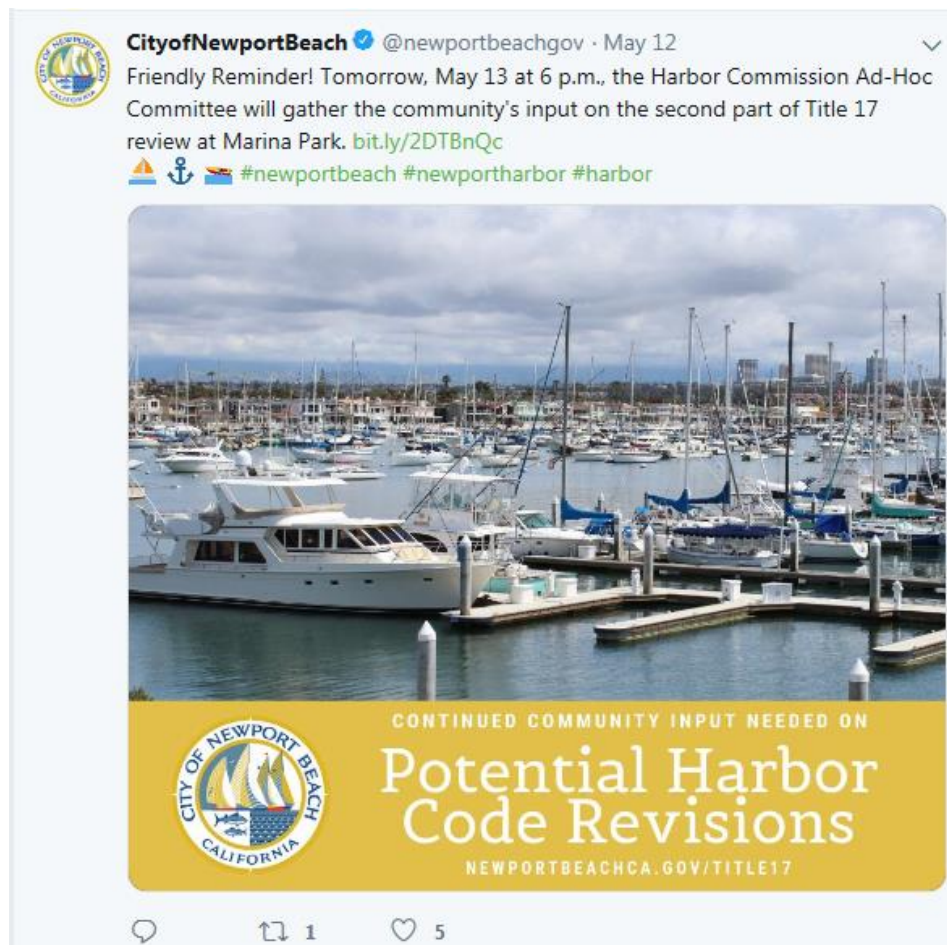 CityofNewportBeach @newportbeachgov · May 12
Friendly Reminder! Tomorrow, May 13 at 6 p.m., the Harbor Commission Ad-Hoc
Committee will gather the community's input on the second part of Title 17
review at Marina Park. bit.ly/2DTBnQc
#newportbeach #newportharbor #harbor
CONTINUED COMMUNITY INPUT NEEDED ON
Potential Harbor
Code Revisions
NEWPORTBEACHCA.GOV/TITLE17
CITY OF NEWPORT BEACH
CALIFORNIA
1 5